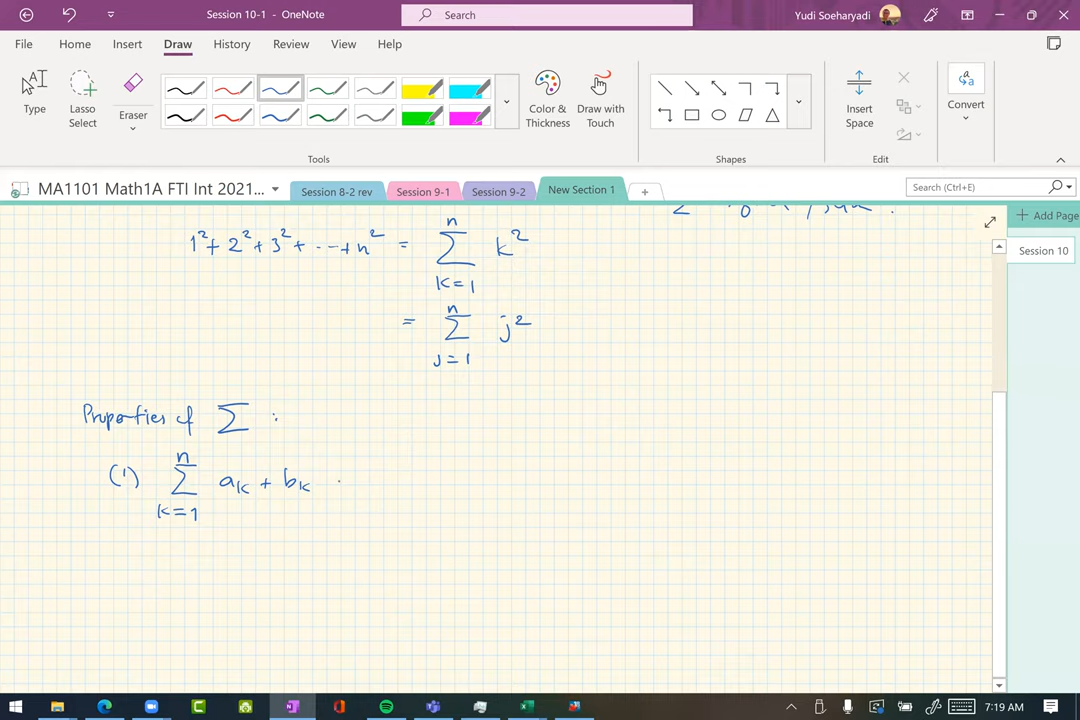 Session 10-1 - OneNote
Search
Yudi Soeharyadi
File Home Insert Draw History Review View Help
Type
Lasso Select
Eraser
Color & Thickness
Draw with Touch
Insert Space
Convert
Tools
Shapes
Edit
MA1101 Math1A FTI Int 2021...
Session 8-2 rev
Session 9-1
Session 9-2
New Section 1
Search (Ctrl+E)
Add Page
Session 10
1² + 2² + 3² + ... + n² = ∑_{k=1}^{n} k²
= ∑_{j=1}^{n} j²
Properties of ∑ :
(1) ∑_{k=1}^{n} a_k + b_k
7:19 AM